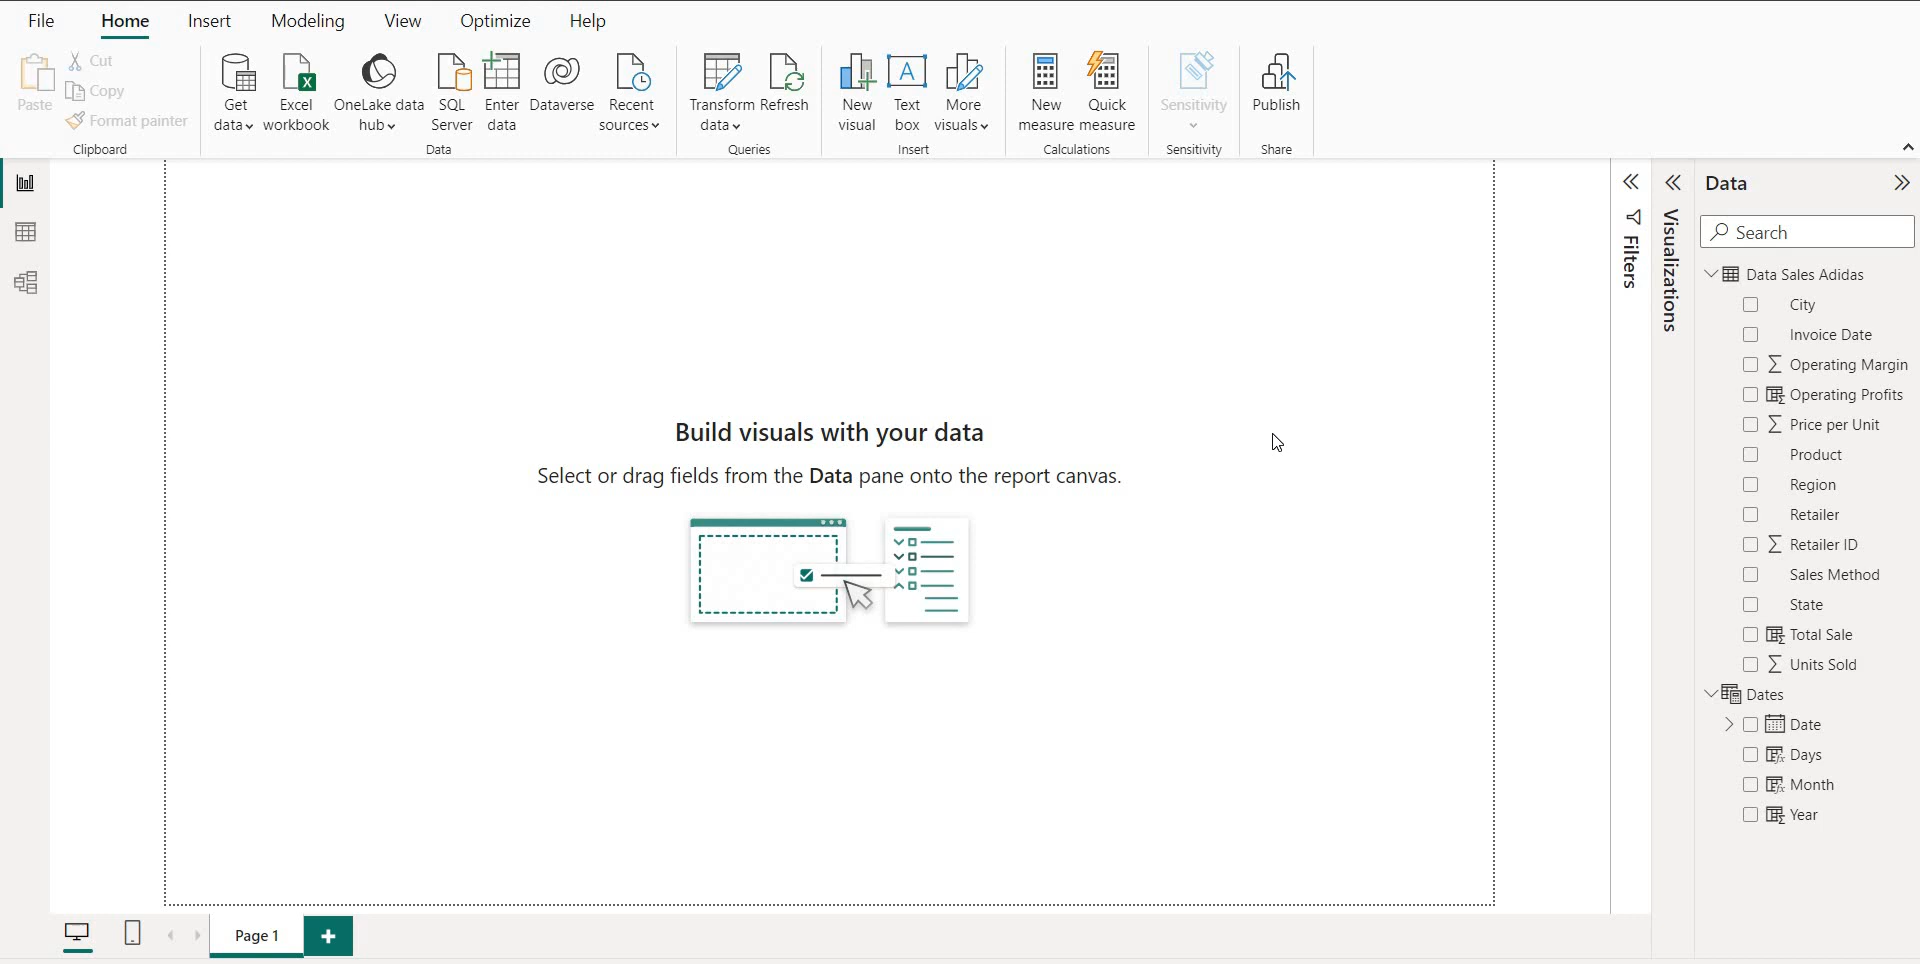 File Home Insert Modeling View Optimize Help
Paste
Cut
Copy
Format painter
Clipboard
Get data
Excel workbook
OneLake data hub
SQL Server
Enter data
Dataverse
Recent sources
Data
Transform data
Refresh
Queries
New visual
A
Text box
More visuals
Insert
New measure
Quick measure
Calculations
Sensitivity
Sensitivity
Publish
Share
Build visuals with your data
Select or drag fields from the Data pane onto the report canvas.
Filters
Visualizations
Data
Search
Data Sales Adidas
City
Invoice Date
Operating Margin
Operating Profits
Price per Unit
Product
Region
Retailer
Retailer ID
Sales Method
State
Total Sale
Units Sold
Dates
Date
Days
Month
Year
Page 1